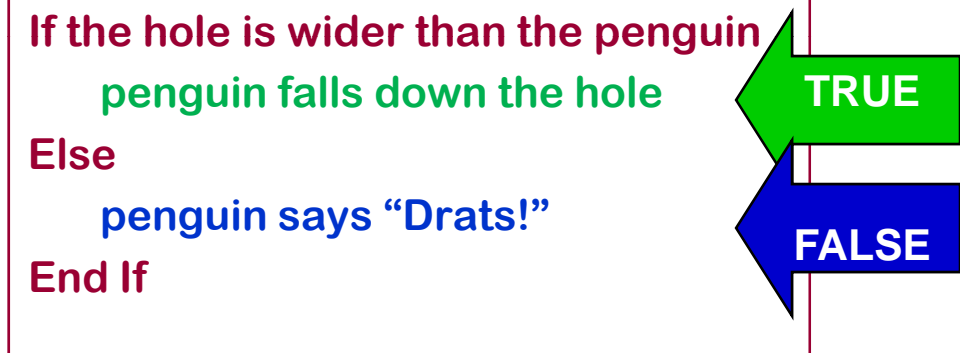 If the hole is wider than the penguin
penguin falls down the hole
TRUE
Else
penguin says “Drats!”
FALSE
End If